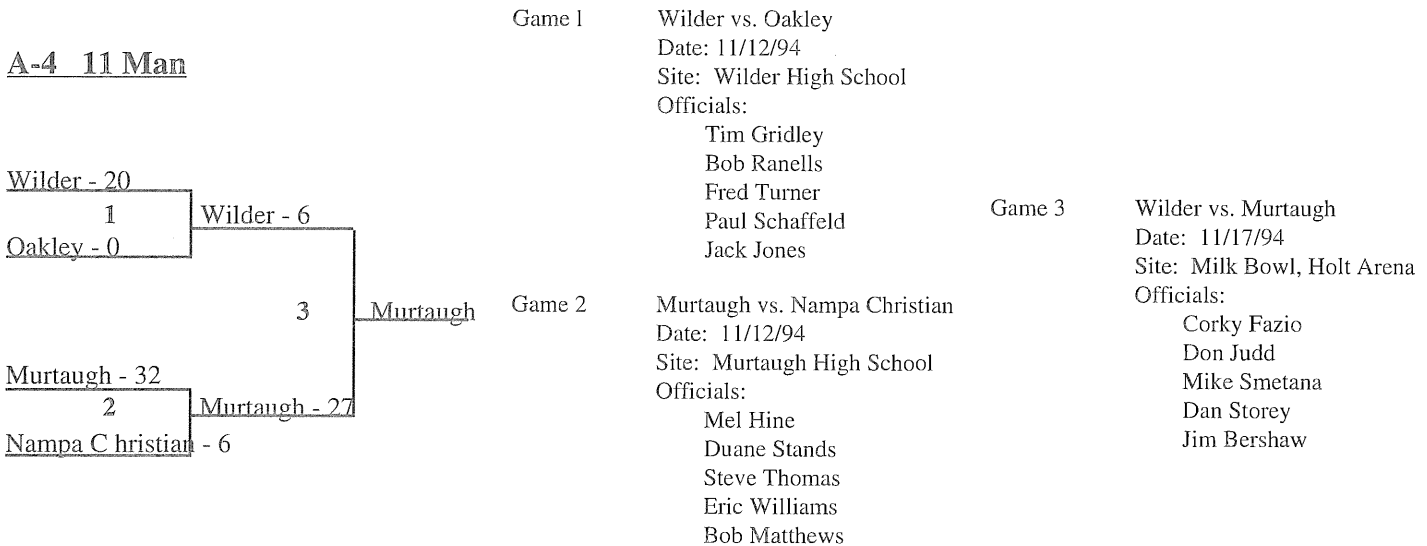 A-4 11 Man
Wilder - 20
1
Oakley - 0
Wilder - 6
3
Murtaugh
Murtaugh - 32
2
Nampa C hristian - 6
Murtaugh - 27
Game 1
Wilder vs. Oakley
Date: 11/12/94
Site: Wilder High School
Officials:
Tim Gridley
Bob Ranells
Fred Turner
Paul Schaffeld
Jack Jones
Game 2
Murtaugh vs. Nampa Christian
Date: 11/12/94
Site: Murtaugh High School
Officials:
Mel Hine
Duane Stands
Steve Thomas
Eric Williams
Bob Matthews
Game 3
Wilder vs. Murtaugh
Date: 11/17/94
Site: Milk Bowl, Holt Arena
Officials:
Corky Fazio
Don Judd
Mike Smetana
Dan Storey
Jim Bershaw